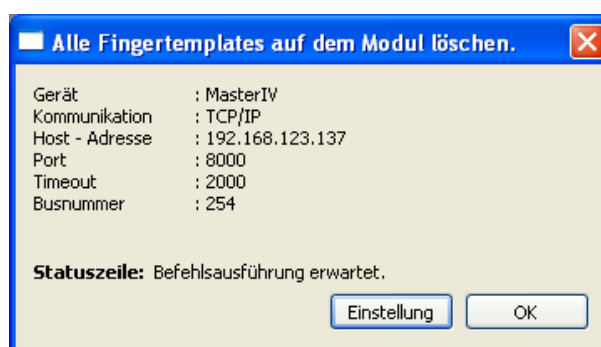 Alle Fingertemplates auf dem Modul löschen.
Gerät : MasterIV
Kommunikation : TCP/IP
Host - Adresse : 192.168.123.137
Port : 8000
Timeout : 2000
Busnummer : 254
Statuszeile: Befehlsausführung erwartet.
Einstellung OK